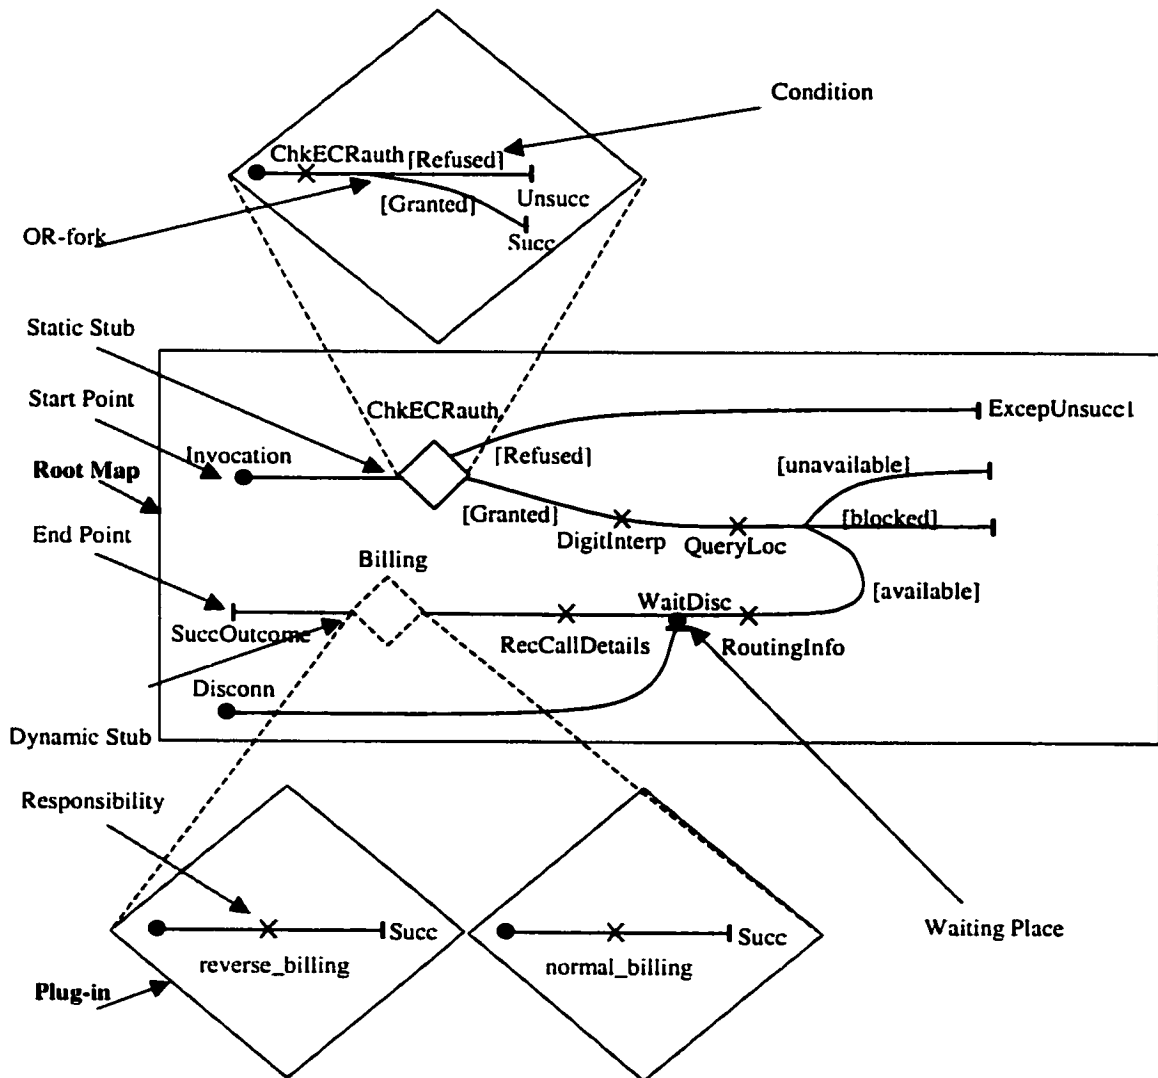 Condition
ChkECRauth
[Refused]
[Granted]
Unsucc
Succ
OR-fork
Static Stub
Start Point
ChkECRauth
ExcepUnsucc1
Invocation
[Refused]
[unavailable]
Root Map
[Granted]
[blocked]
End Point
DigitInterp
QueryLoc
Billing
[available]
WaitDisc
SuccOutcome
RecCallDetails
RoutingInfo
Disconn
Dynamic Stub
Responsibility
Waiting Place
Succ
Succ
reverse_billing
normal_billing
Plug-in